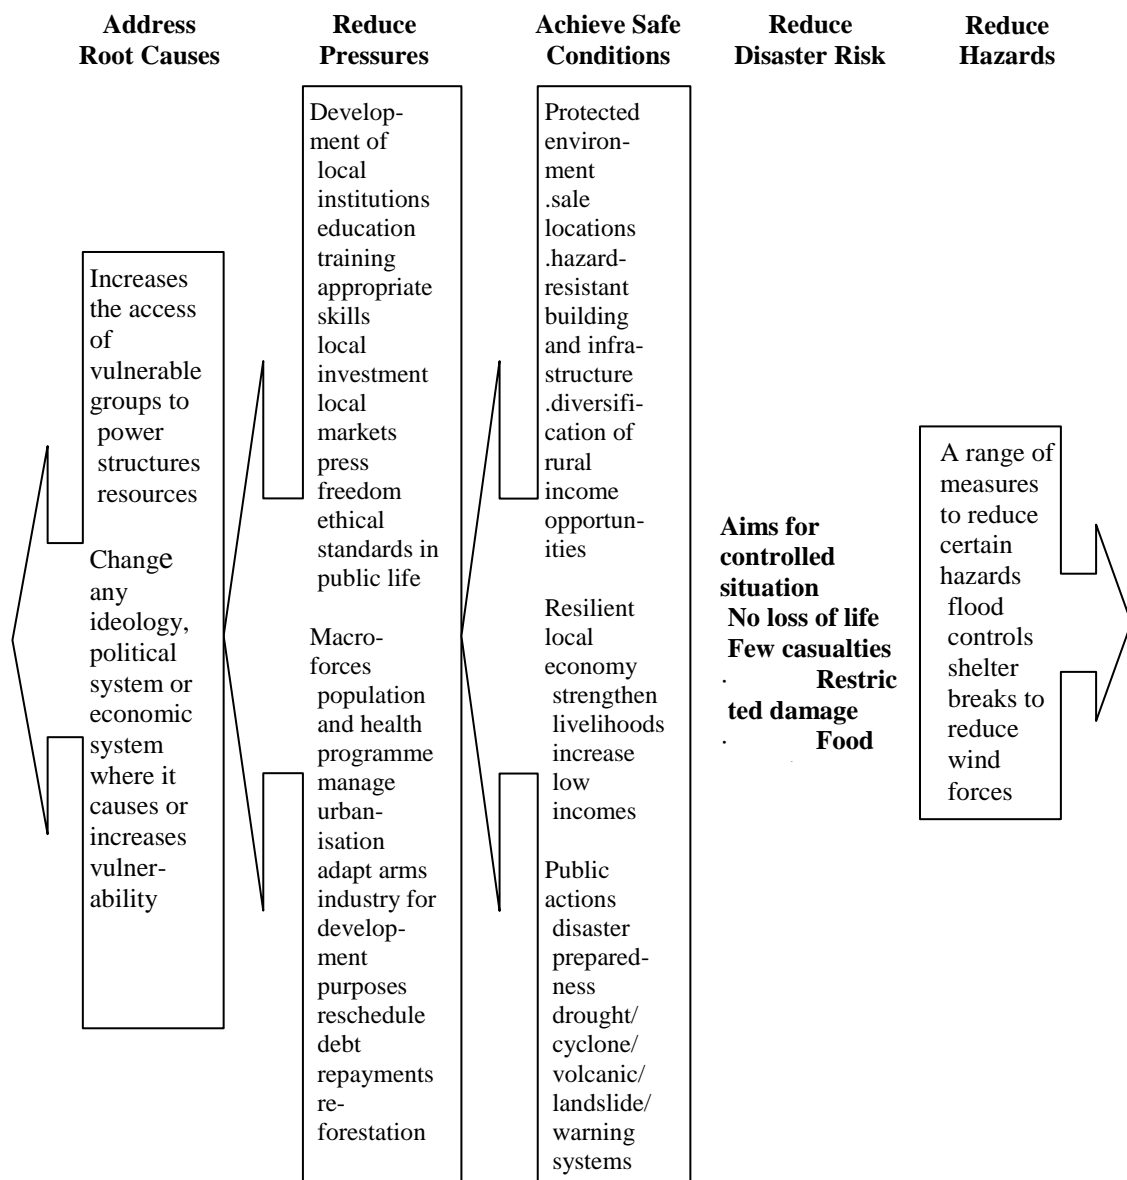 Address
Root Causes
Reduce
Pressures
Achieve Safe
Conditions
Reduce
Disaster Risk
Reduce
Hazards
Increases
the access
of
vulnerable
groups to
power
structures
resources
Change
any
ideology,
political
system or
economic
system
where it
causes or
increases
vulner-
ability
Develop-
ment of
local
institutions
education
training
appropriate
skills
local
investment
local
markets
press
freedom
ethical
standards in
public life
Macro-
forces
population
and health
programme
manage
urban-
isation
adapt arms
industry for
develop-
ment
purposes
reschedule
debt
repayments
re-
forestation
Protected
environ-
ment
.sale
locations
.hazard-
resistant
building
and infra-
structure
.diversifi-
cation of
rural
income
opportun-
ities
Resilient
local
economy
strengthen
livelihoods
increase
low
incomes
Public
actions
disaster
prepared-
ness
drought/
cyclone/
volcanic/
landslide/
warning
systems
Aims for
controlled
situation
No loss of life
Few casualties
· Restric
ted damage
· Food
A range of
measures
to reduce
certain
hazards
flood
controls
shelter
breaks to
reduce
wind
forces